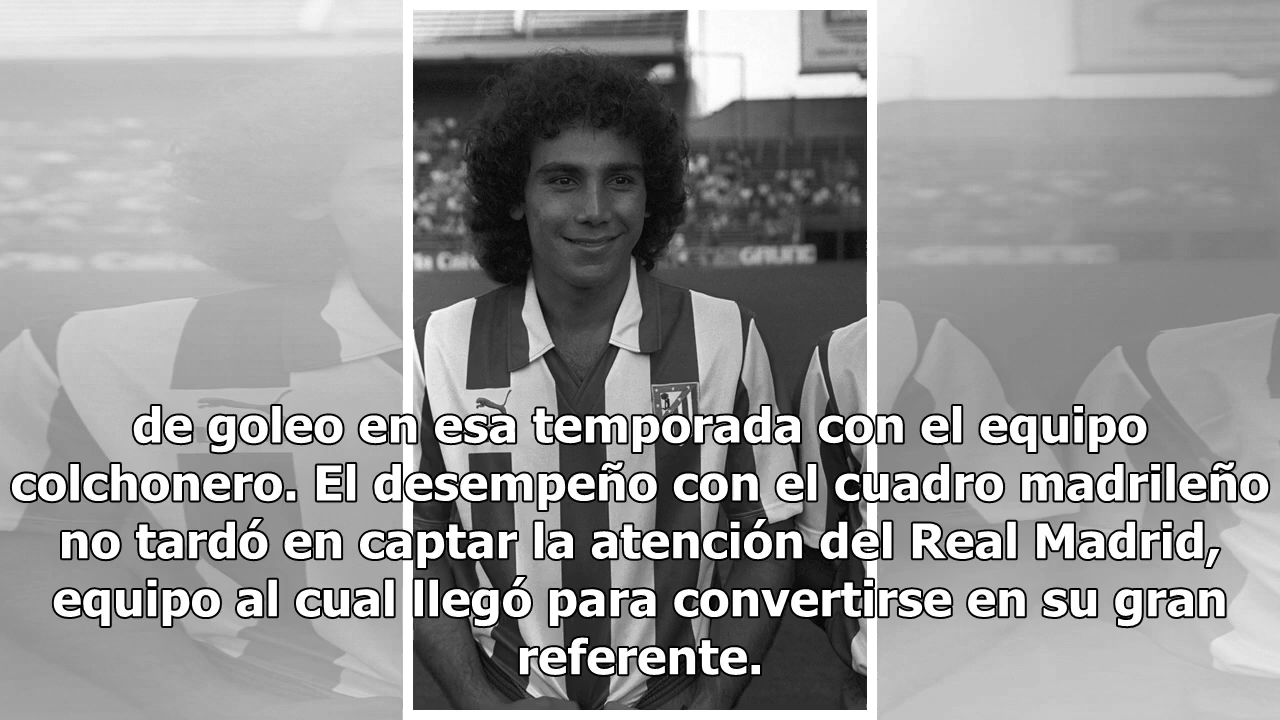 de goleo en esa temporada con el equipo
colchonero. El desempeño con el cuadro madrileño
no tardó en captar la atención del Real Madrid,
equipo al cual llegó para convertirse en su gran
referente.